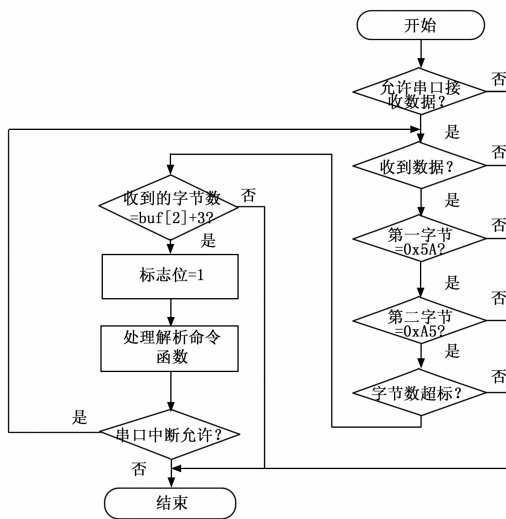 开始
允许串口接
收数据?
否
是
收到数据?
否
是
第一字节
=0x5A?
否
是
第二字节
=0xA5?
否
是
字节数超标?
否
收到的字节数
=buf[2]+3?
否
是
标志位=1
处理解析命令
函数
串口中断允许?
是
否
结束